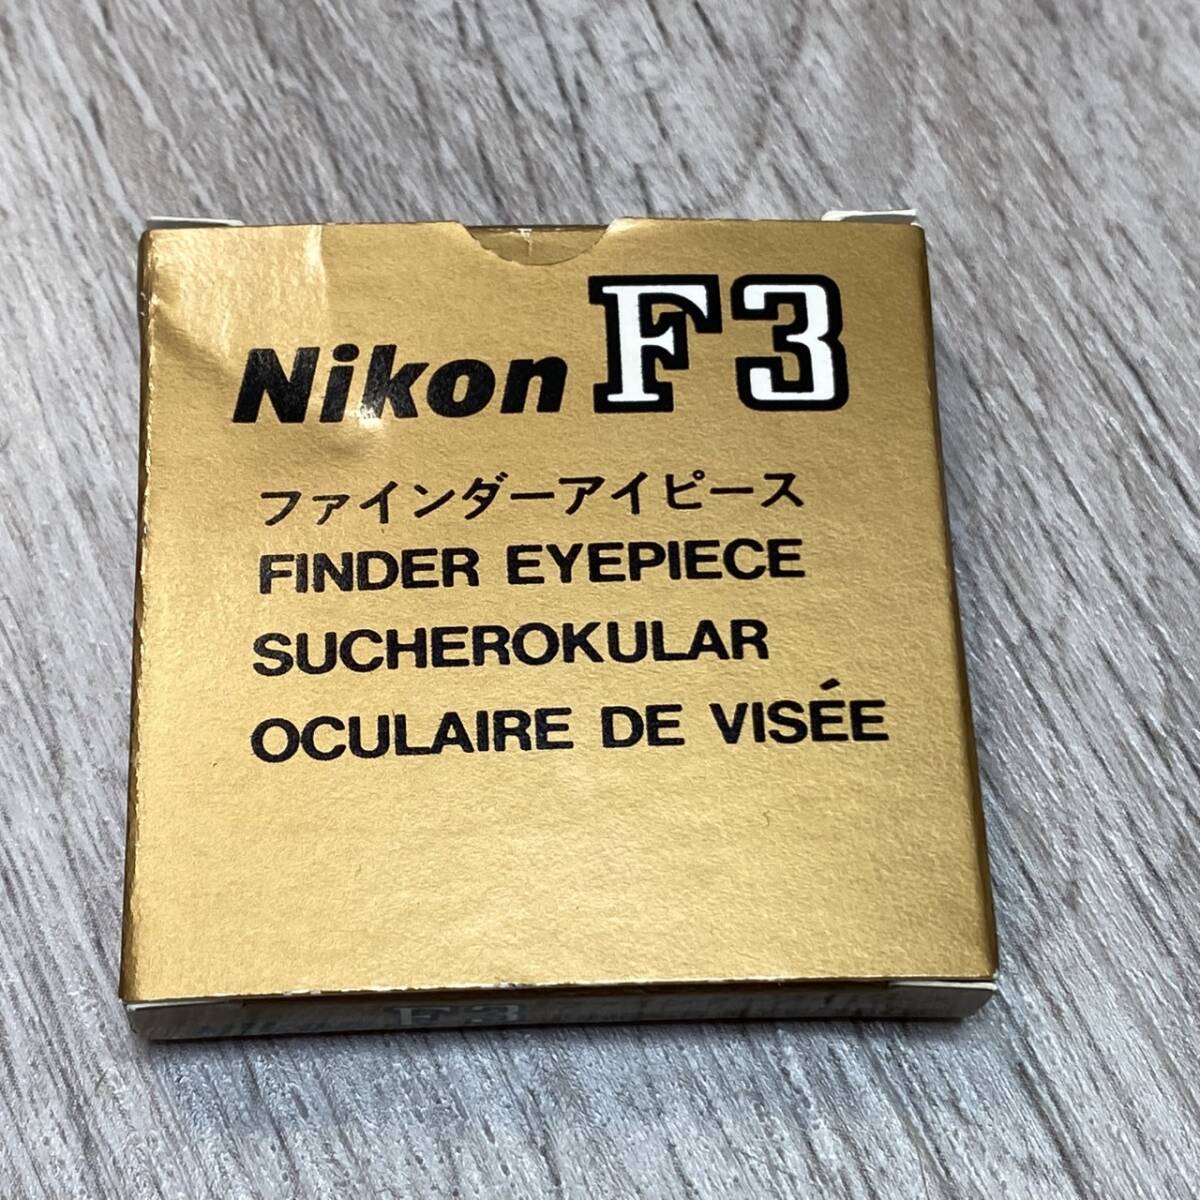 Nikon F3
ファインダーアイピース
FINDER EYEPIECE
SUCHEROKULAR
OCULAIRE DE VISÉE
F3